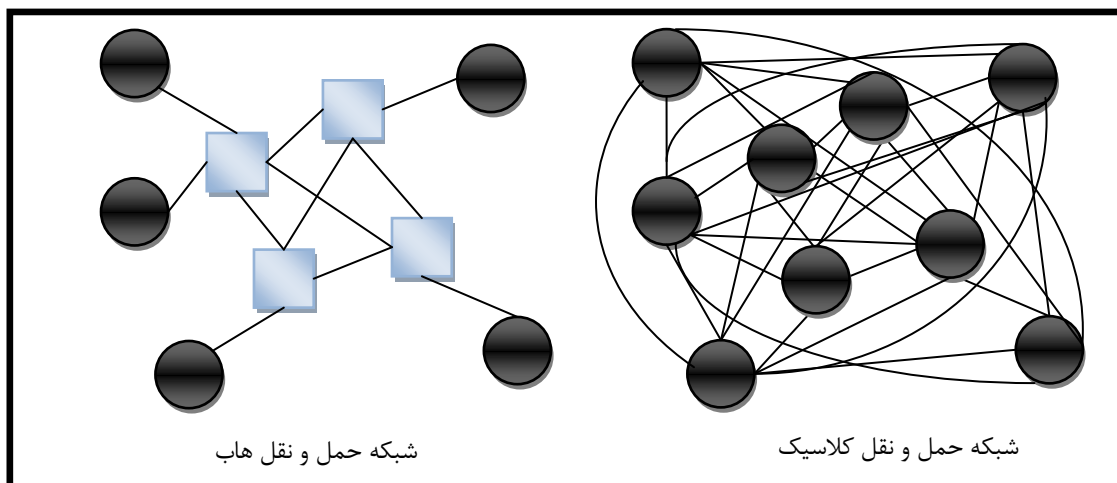 شبکه حمل و نقل کلاسیک
شبکه حمل و نقل هاب